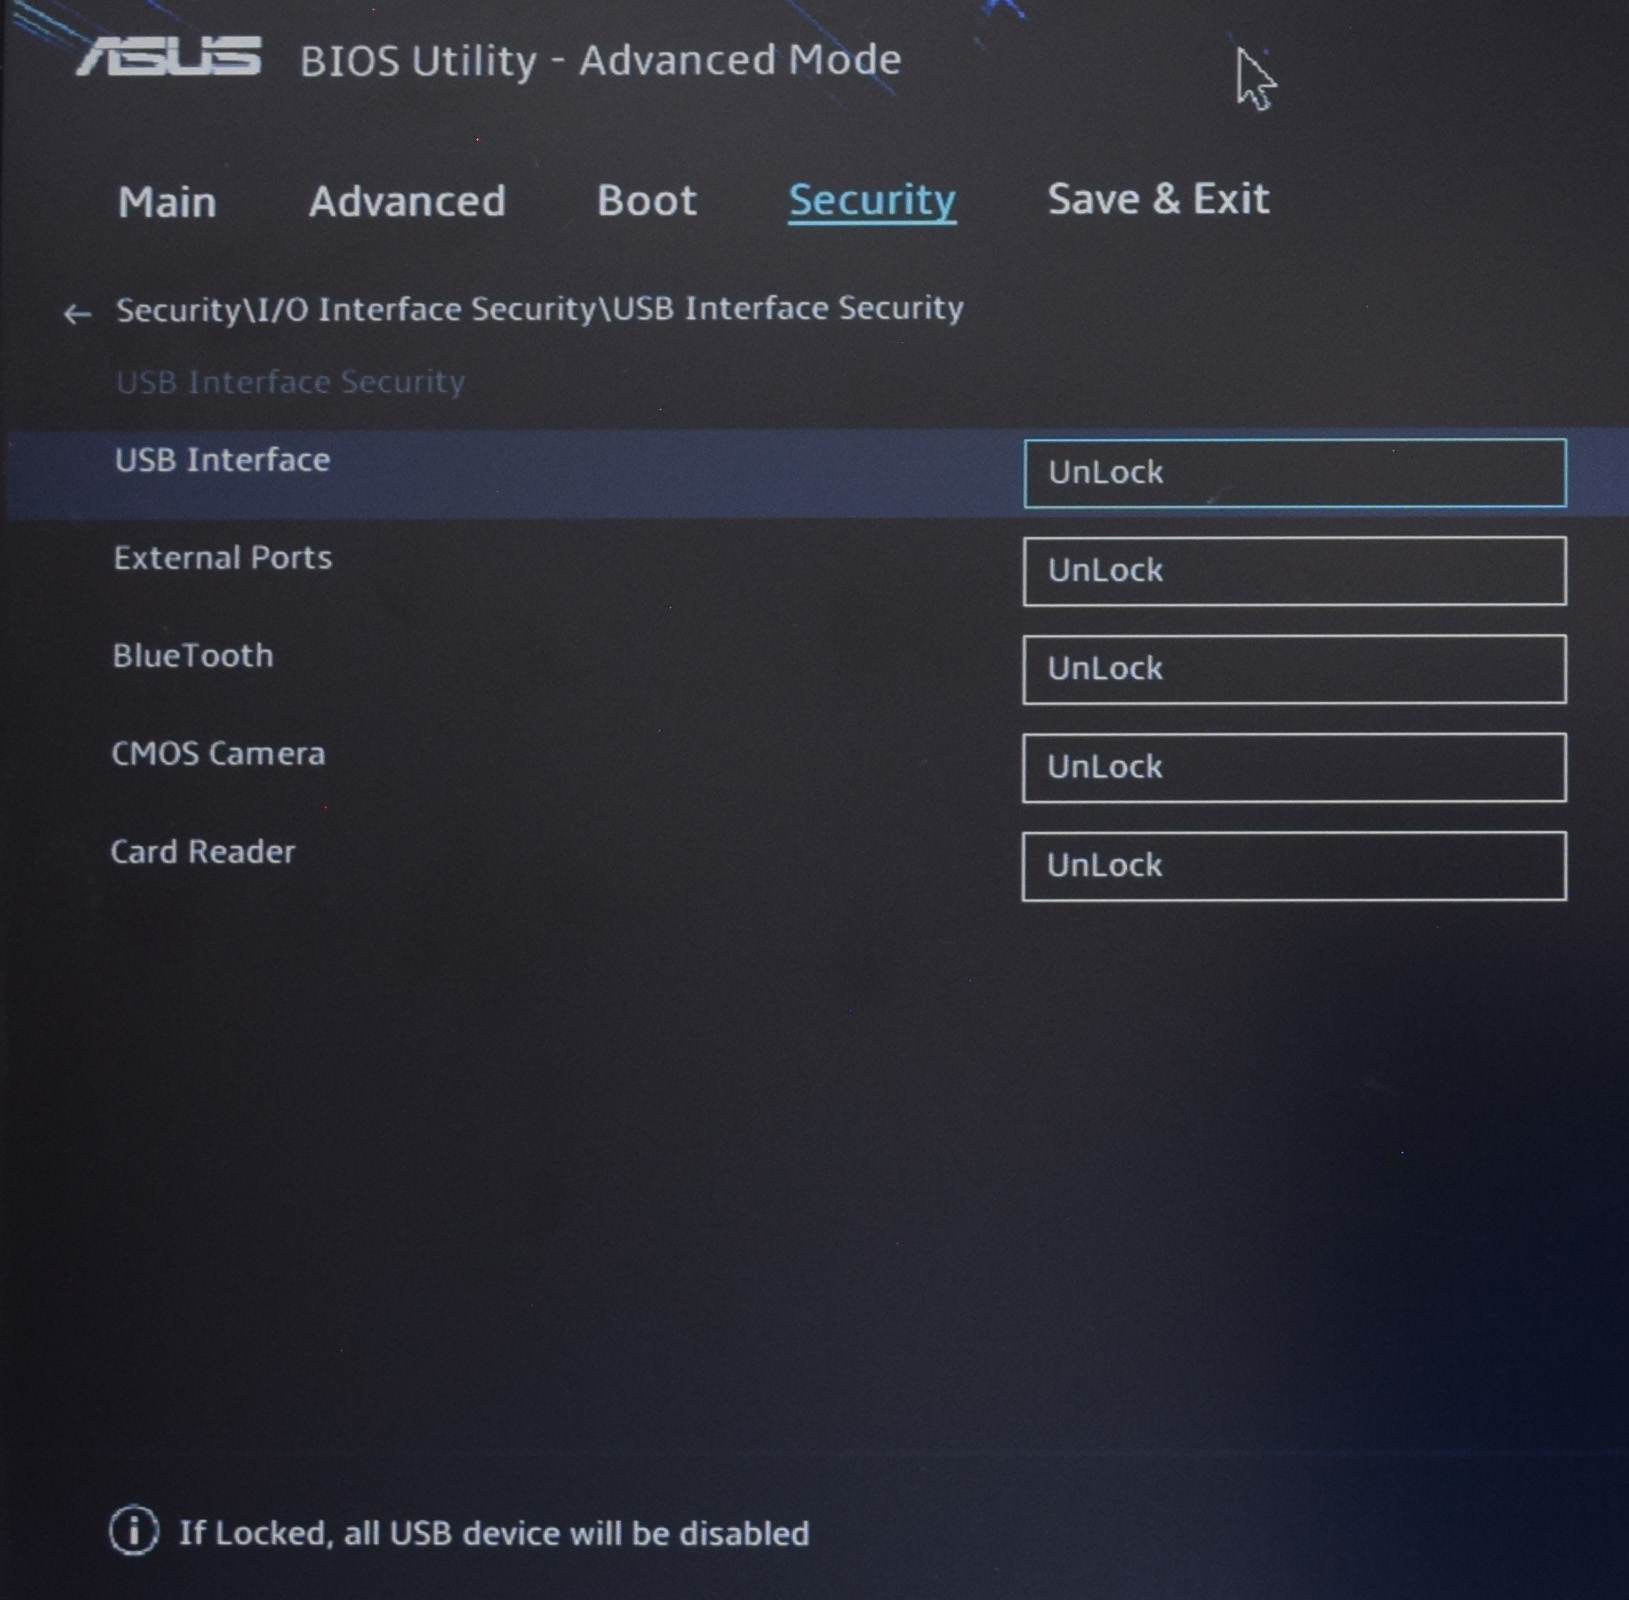 ASUS BIOS Utility - Advanced Mode
Main Advanced Boot Security Save & Exit
← Security\I/O Interface Security\USB Interface Security
USB Interface Security
USB Interface UnLock
External Ports UnLock
BlueTooth UnLock
CMOS Camera UnLock
Card Reader UnLock
If Locked, all USB device will be disabled